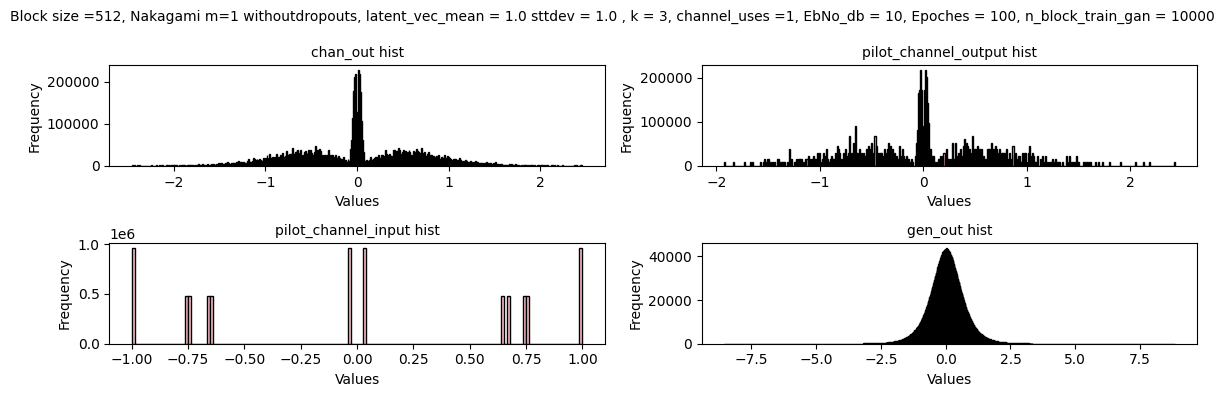 Block size =512, Nakagami m=1 withoutdropouts, latent_vec_mean = 1.0 sttdev = 1.0 , k = 3, channel_uses =1, EbNo_db = 10, Epoches = 100, n_block_train_gan = 10000
chan_out hist
Frequency
200000
100000
0
−2
−1
0
1
2
Values
pilot_channel_output hist
Frequency
200000
100000
0
−2
−1
0
1
2
Values
pilot_channel_input hist
1e6
Frequency
1.0
0.5
0.0
−1.00
−0.75
−0.50
−0.25
0.00
0.25
0.50
0.75
1.00
Values
gen_out hist
Frequency
40000
20000
0
−7.5
−5.0
−2.5
0.0
2.5
5.0
7.5
Values